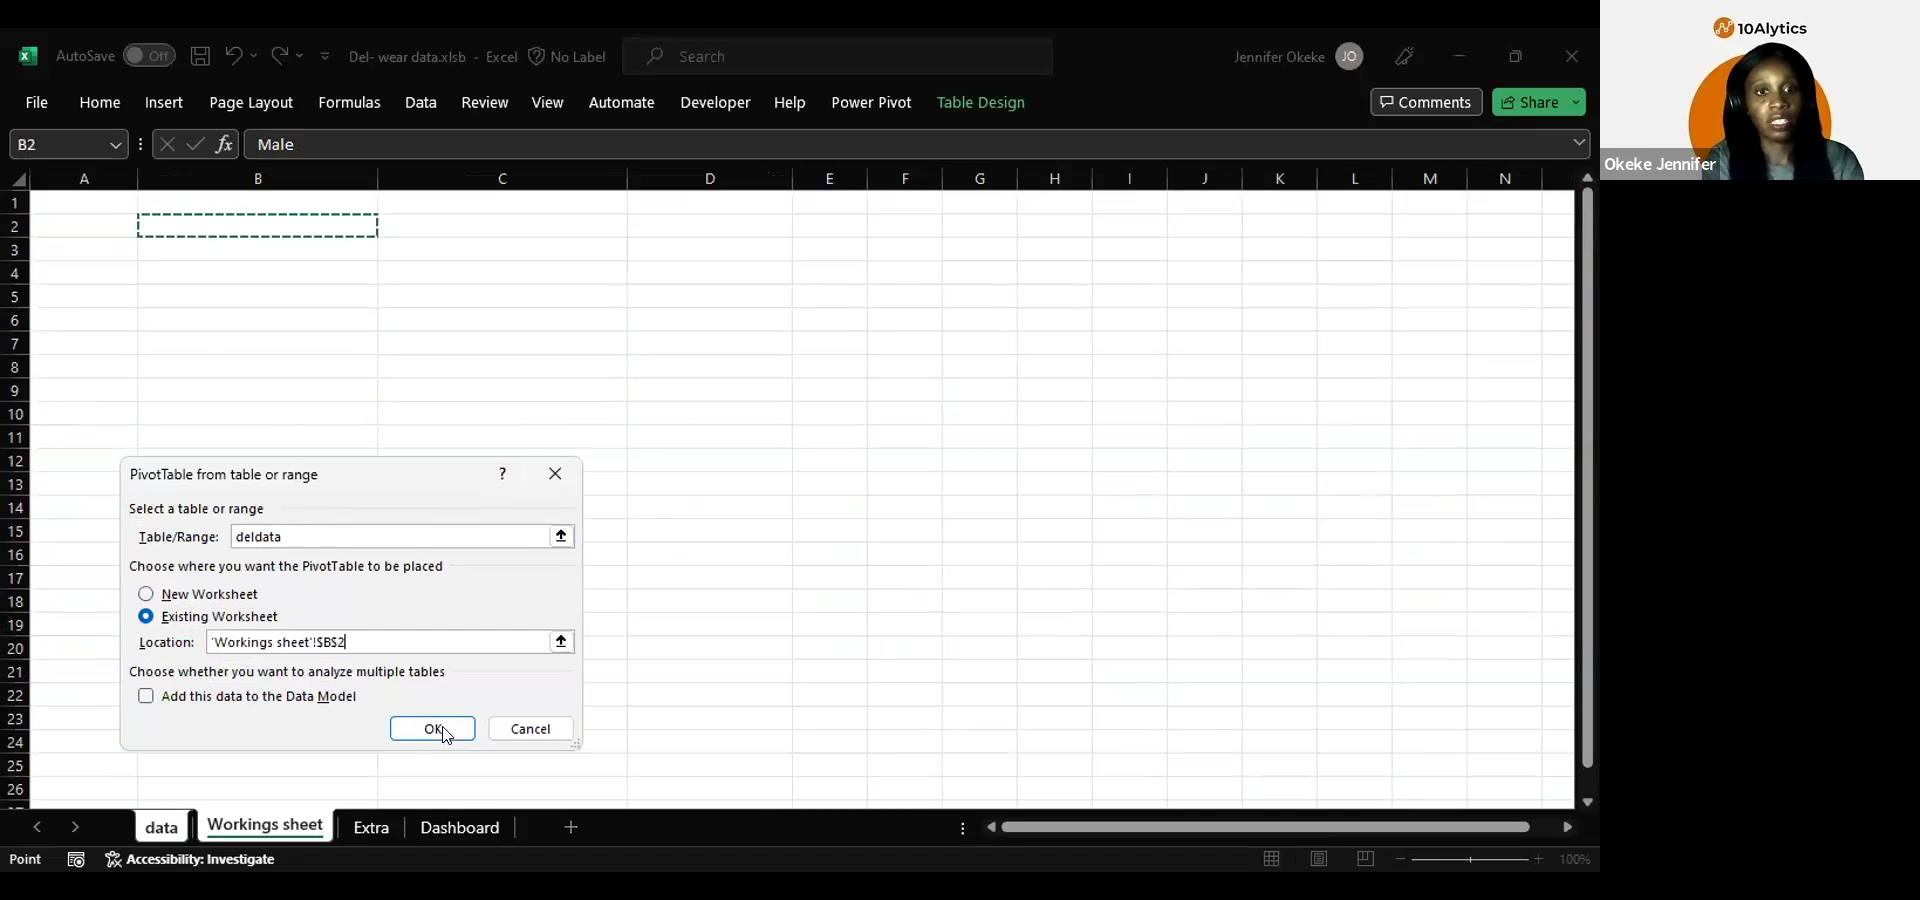 AutoSave Off Del- wear data.xlsb - Excel No Label Search Jennifer Okeke JO
10Alytics
File Home Insert Page Layout Formulas Data Review View Automate Developer Help Power Pivot Table Design Comments Share
B2 fx Male
Okeke Jennifer
A B C D E F G H I J K L M N
1
2
3
4
5
6
7
8
9
10
11
12
13
14
15
16
17
18
19
20
21
22
23
24
25
26
PivotTable from table or range ?
Select a table or range
Table/Range: deldata
Choose where you want the PivotTable to be placed
New Worksheet
Existing Worksheet
Location: 'Workings sheet'!$B$2
Choose whether you want to analyze multiple tables
Add this data to the Data Model
OK Cancel
data Workings sheet Extra Dashboard
Point Accessibility: Investigate 100%